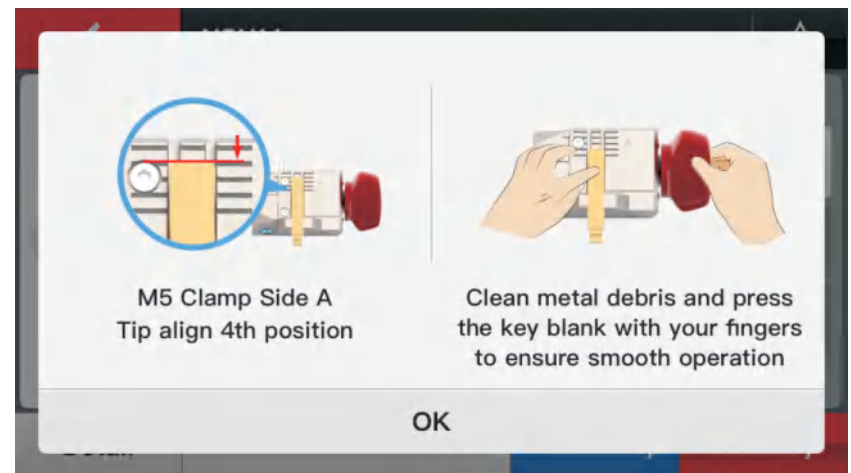 M5 Clamp Side A
Tip align 4th position
Clean metal debris and press
the key blank with your fingers
to ensure smooth operation
OK